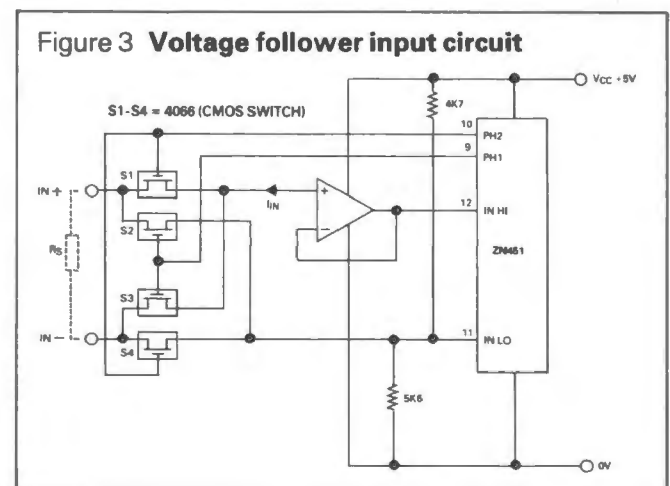 Figure 3 Voltage follower input circuit
S1-S4 = 4066 (CMOS SWITCH)
VCC +5V
4K7
10 PH2
9 PH1
S1
IN +
IIN
+
−
12 IN HI
S2
ZN451
RS
S3
IN −
S4
11 IN LO
5K6
0V